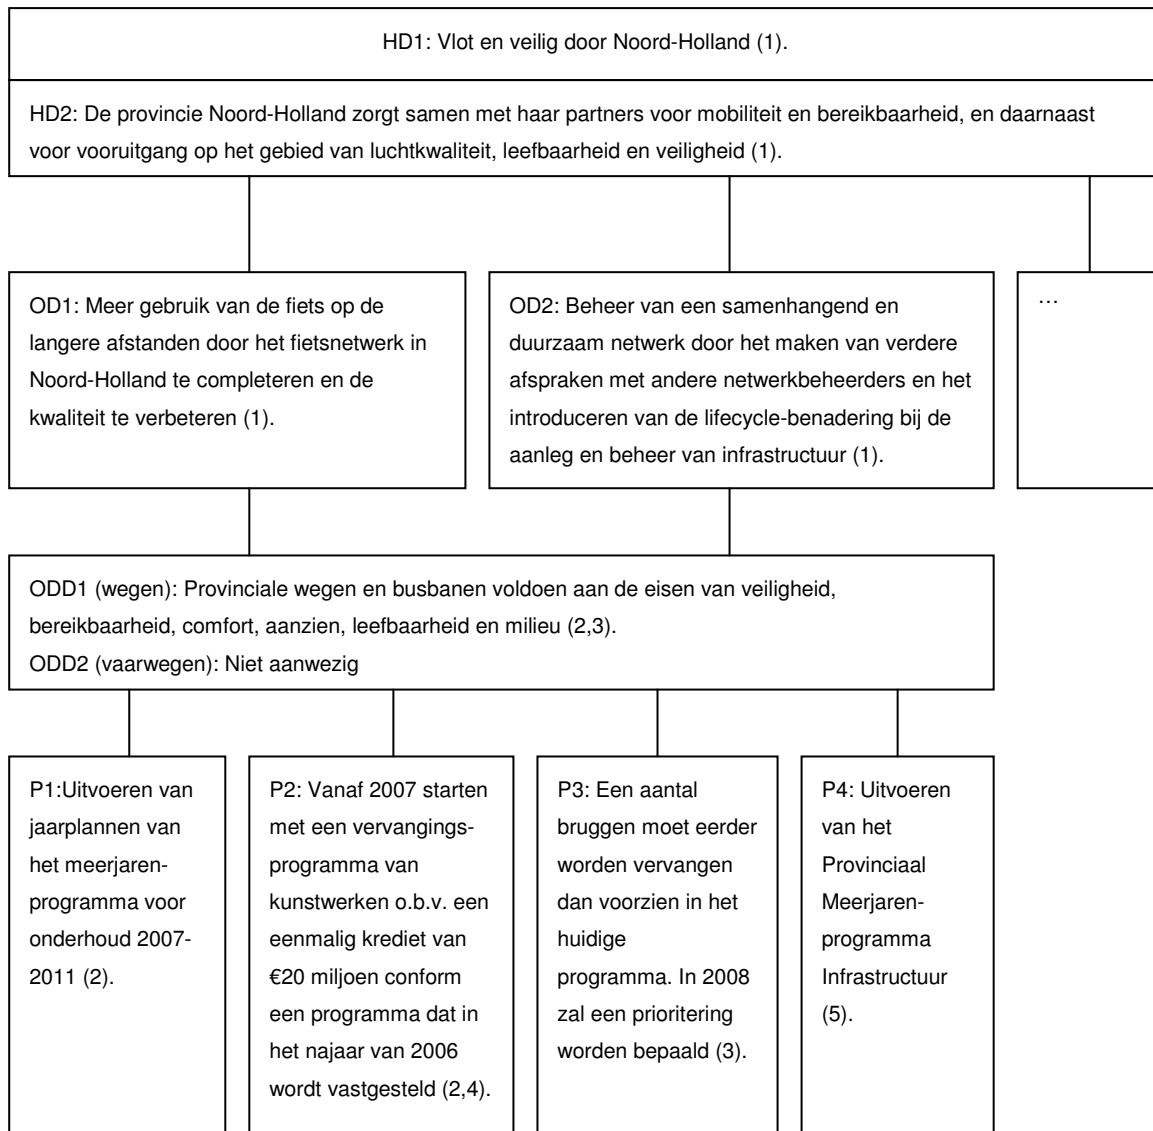 HD1: Vlot en veilig door Noord-Holland (1).
HD2: De provincie Noord-Holland zorgt samen met haar partners voor mobiliteit en bereikbaarheid, en daarnaast
voor vooruitgang op het gebied van luchtkwaliteit, leefbaarheid en veiligheid (1).
OD1: Meer gebruik van de fiets op de
langere afstanden door het fietsnetwerk in
Noord-Holland te completeren en de
kwaliteit te verbeteren (1).
OD2: Beheer van een samenhangend en
duurzaam netwerk door het maken van verdere
afspraken met andere netwerkbeheerders en het
introduceren van de lifecycle-benadering bij de
aanleg en beheer van infrastructuur (1).
…
ODD1 (wegen): Provinciale wegen en busbanen voldoen aan de eisen van veiligheid,
bereikbaarheid, comfort, aanzien, leefbaarheid en milieu (2,3).
ODD2 (vaarwegen): Niet aanwezig
P1:Uitvoeren van
jaarplannen van
het meerjaren-
programma voor
onderhoud 2007-
2011 (2).
P2: Vanaf 2007 starten
met een vervangings-
programma van
kunstwerken o.b.v. een
eenmalig krediet van
€20 miljoen conform
een programma dat in
het najaar van 2006
wordt vastgesteld (2,4).
P3: Een aantal
bruggen moet eerder
worden vervangen
dan voorzien in het
huidige
programma. In 2008
zal een prioritering
worden bepaald (3).
P4: Uitvoeren
van het
Provinciaal
Meerjaren-
programma
Infrastructuur
(5).